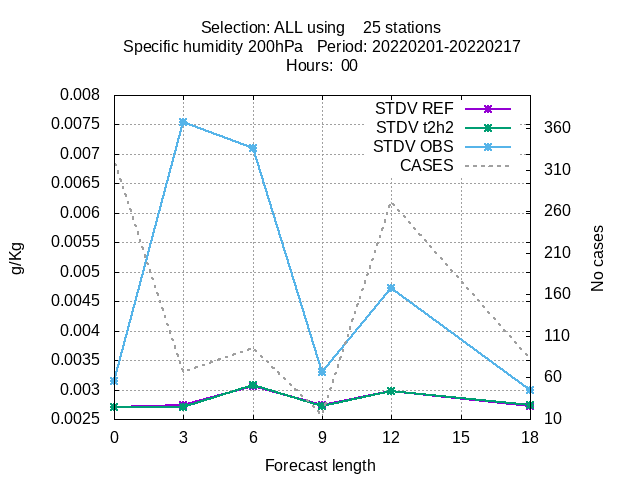 Selection: ALL using    25 stations
Specific humidity 200hPa   Period: 20220201-20220217
Hours:  00
STDV REF
STDV t2h2
STDV OBS
CASES
0.008
0.0075
0.007
0.0065
0.006
0.0055
0.005
0.0045
0.004
0.0035
0.003
0.0025
g/Kg
360
310
260
210
160
110
60
10
No cases
0 3 6 9 12 15 18
Forecast length